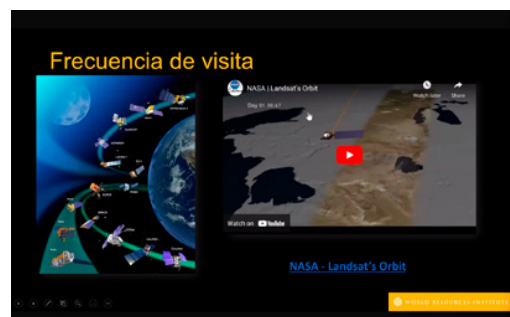 Frecuencia de visita
NASA | Landsat's Orbit
Watch later
Share
Watch on YouTube
NASA - Landsat's Orbit
WORLD RESOURCES INSTITUTE